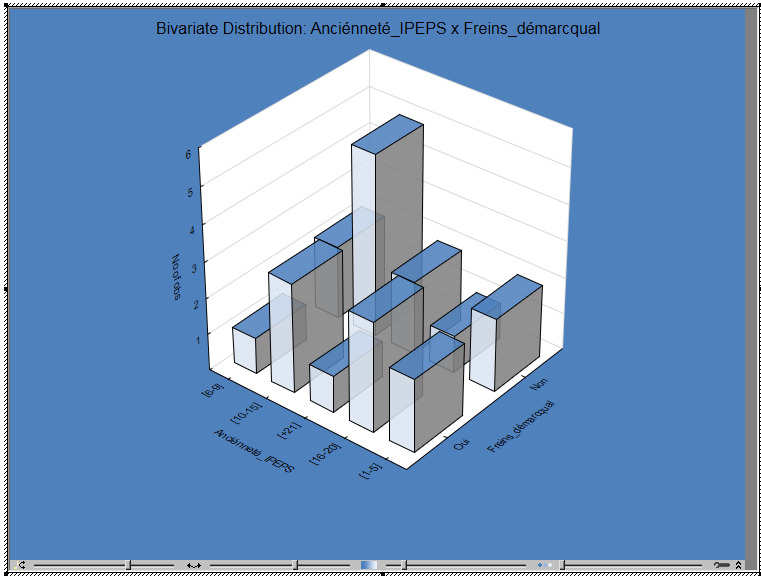 Bivariate Distribution: Anciénneté_IPEPS x Freins_démarcqual
6
5
4
3
2
1
No of obs
[6-9]
[10-15]
[+21]
[16-20]
[1-5]
Anciénneté_IPEPS
Oui
Non
Freins_démarcqual